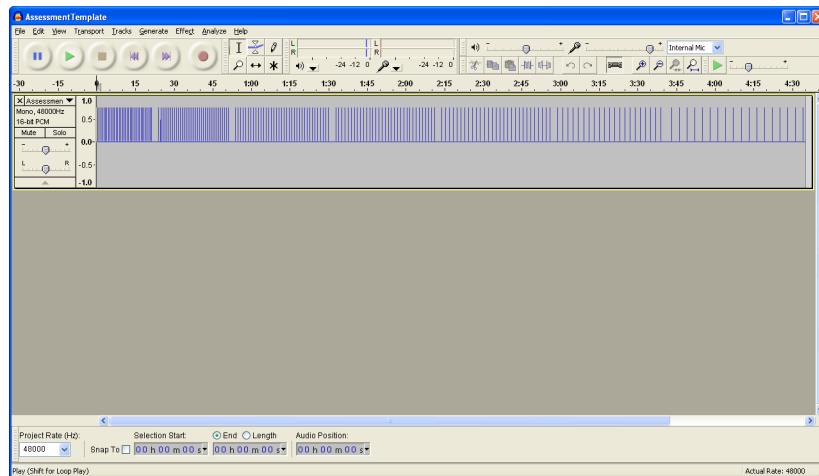 AssessmentTemplate
File Edit View Transport Tracks Generate Effect Analyze Help
L
R
L
R
-24 -12 0
-24 -12 0
- +
- +
Internal Mic
- +
-30 -15 15 30 45 1:00 1:15 1:30 1:45 2:00 2:15 2:30 2:45 3:00 3:15 3:30 3:45 4:00 4:15 4:30
X Assessmen
Mono, 48000Hz
16-bit PCM
Mute Solo
- +
L R
1.0
0.5-
0.0-
-0.5-
-1.0
Project Rate (Hz): Selection Start: End Length Audio Position:
48000 Snap To 00 h 00 m 00 s 00 h 00 m 00 s 00 h 00 m 00 s
Play (Shift for Loop Play) Actual Rate: 48000